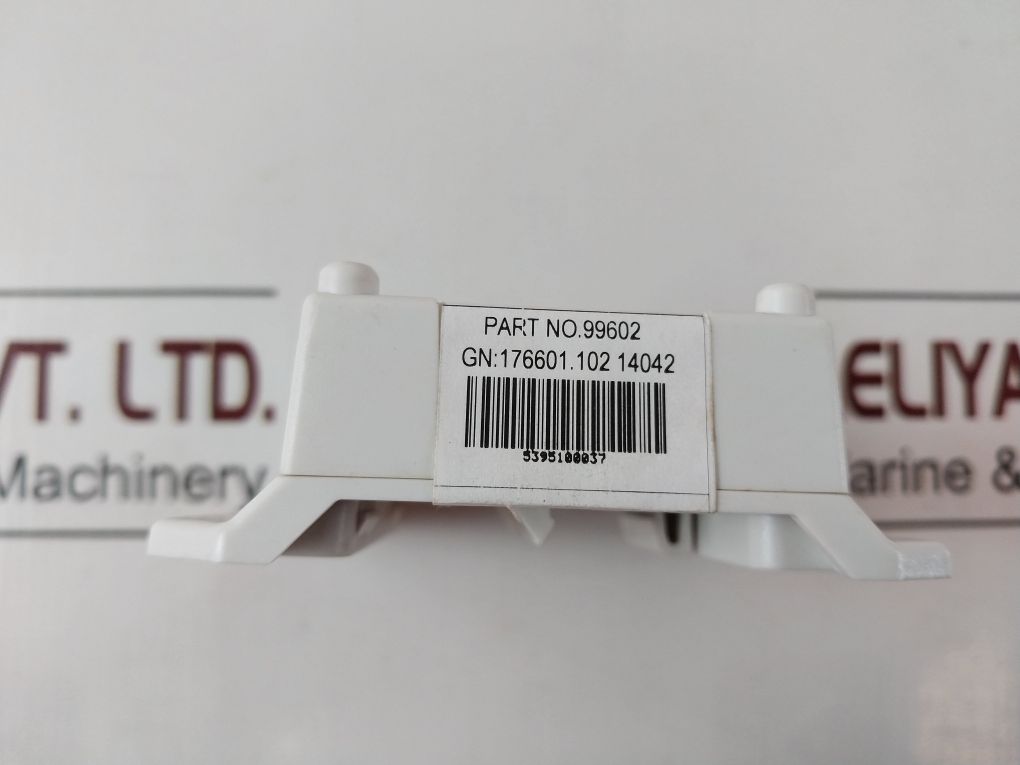 PART NO.99602
GN:176601.102 14042
5395100037
VT. LTD.
Machinery
ELIYA
arine &